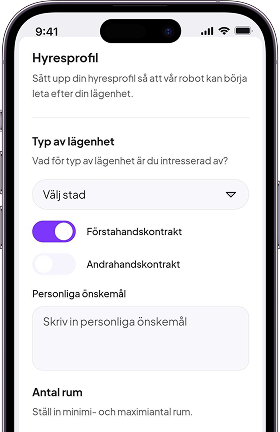 9:41
Hyresprofil
Sätt upp din hyresprofil så att vår robot kan börja
leta efter din lägenhet.
Typ av lägenhet
Vad för typ av lägenhet är du intresserad av?
Välj stad
Förstahandskontrakt
Andrahandskontrakt
Personliga önskemål
Skriv in personliga önskemål
Antal rum
Ställ in minimi- och maximiantal rum.